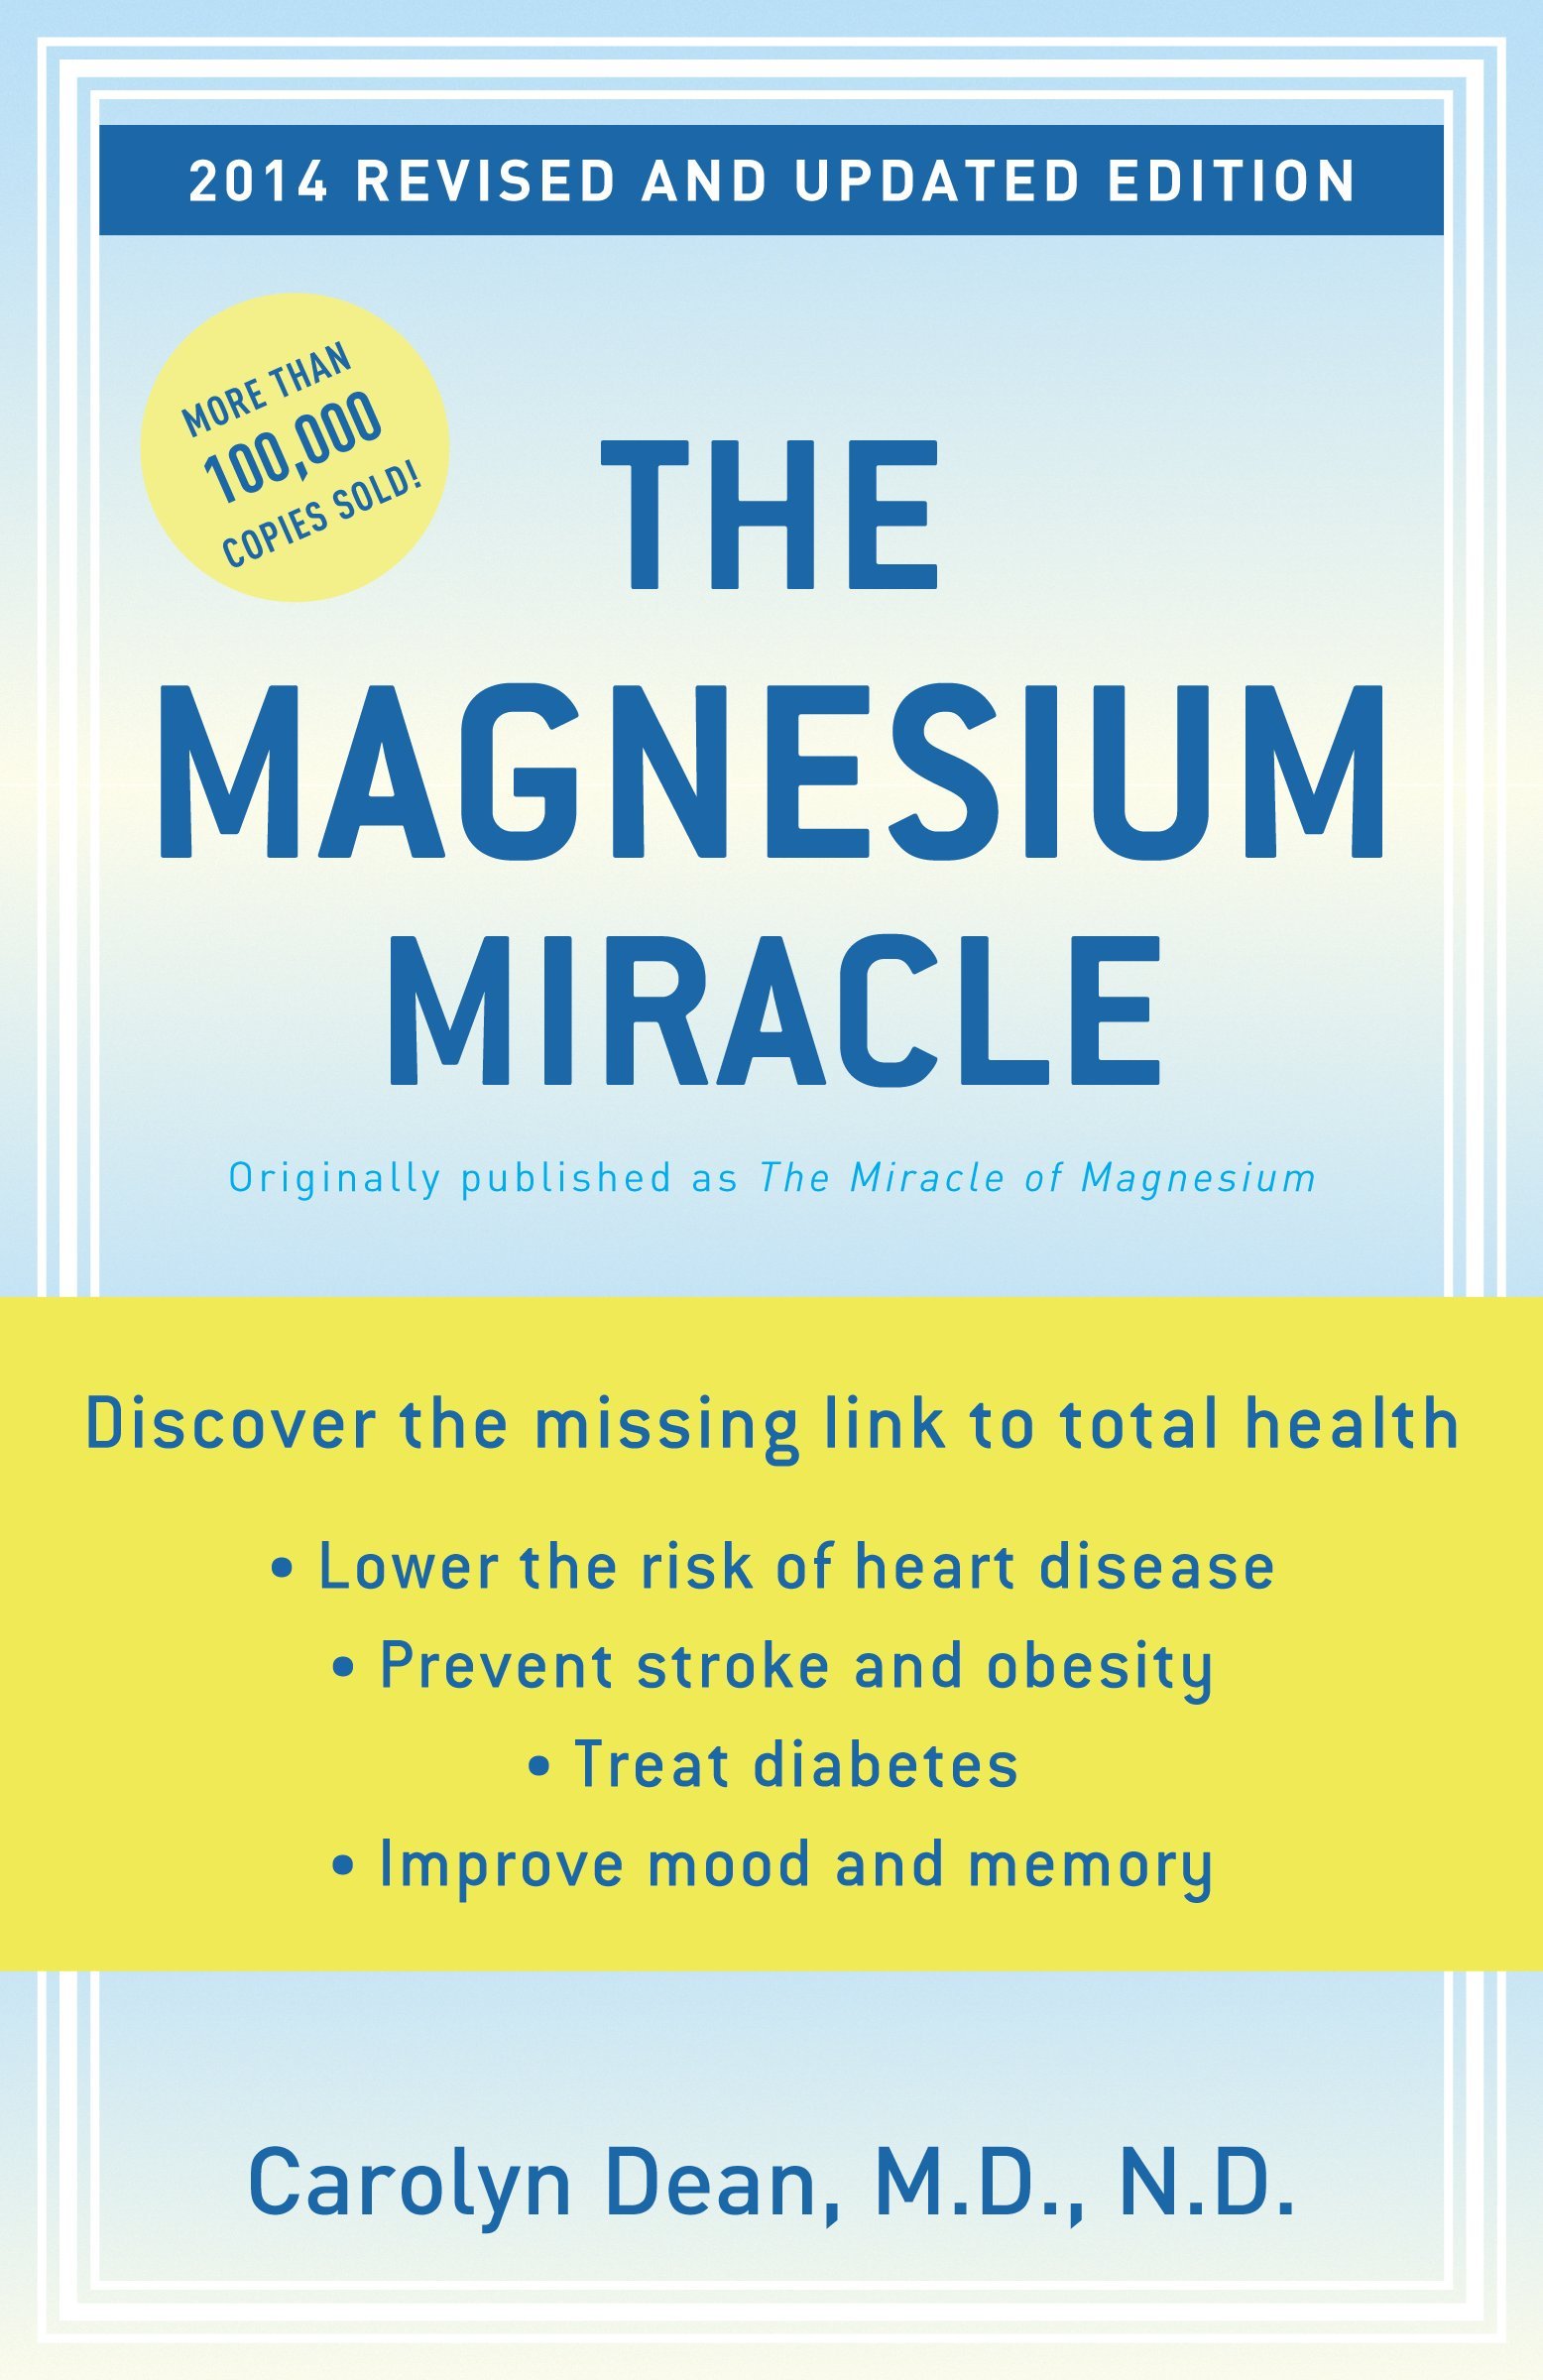 2014 REVISED AND UPDATED EDITION
MORE THAN
100,000
COPIES SOLD!
THE
MAGNESIUM
MIRACLE
Originally published as The Miracle of Magnesium
Discover the missing link to total health
• Lower the risk of heart disease
• Prevent stroke and obesity
• Treat diabetes
• Improve mood and memory
Carolyn Dean, M.D., N.D.